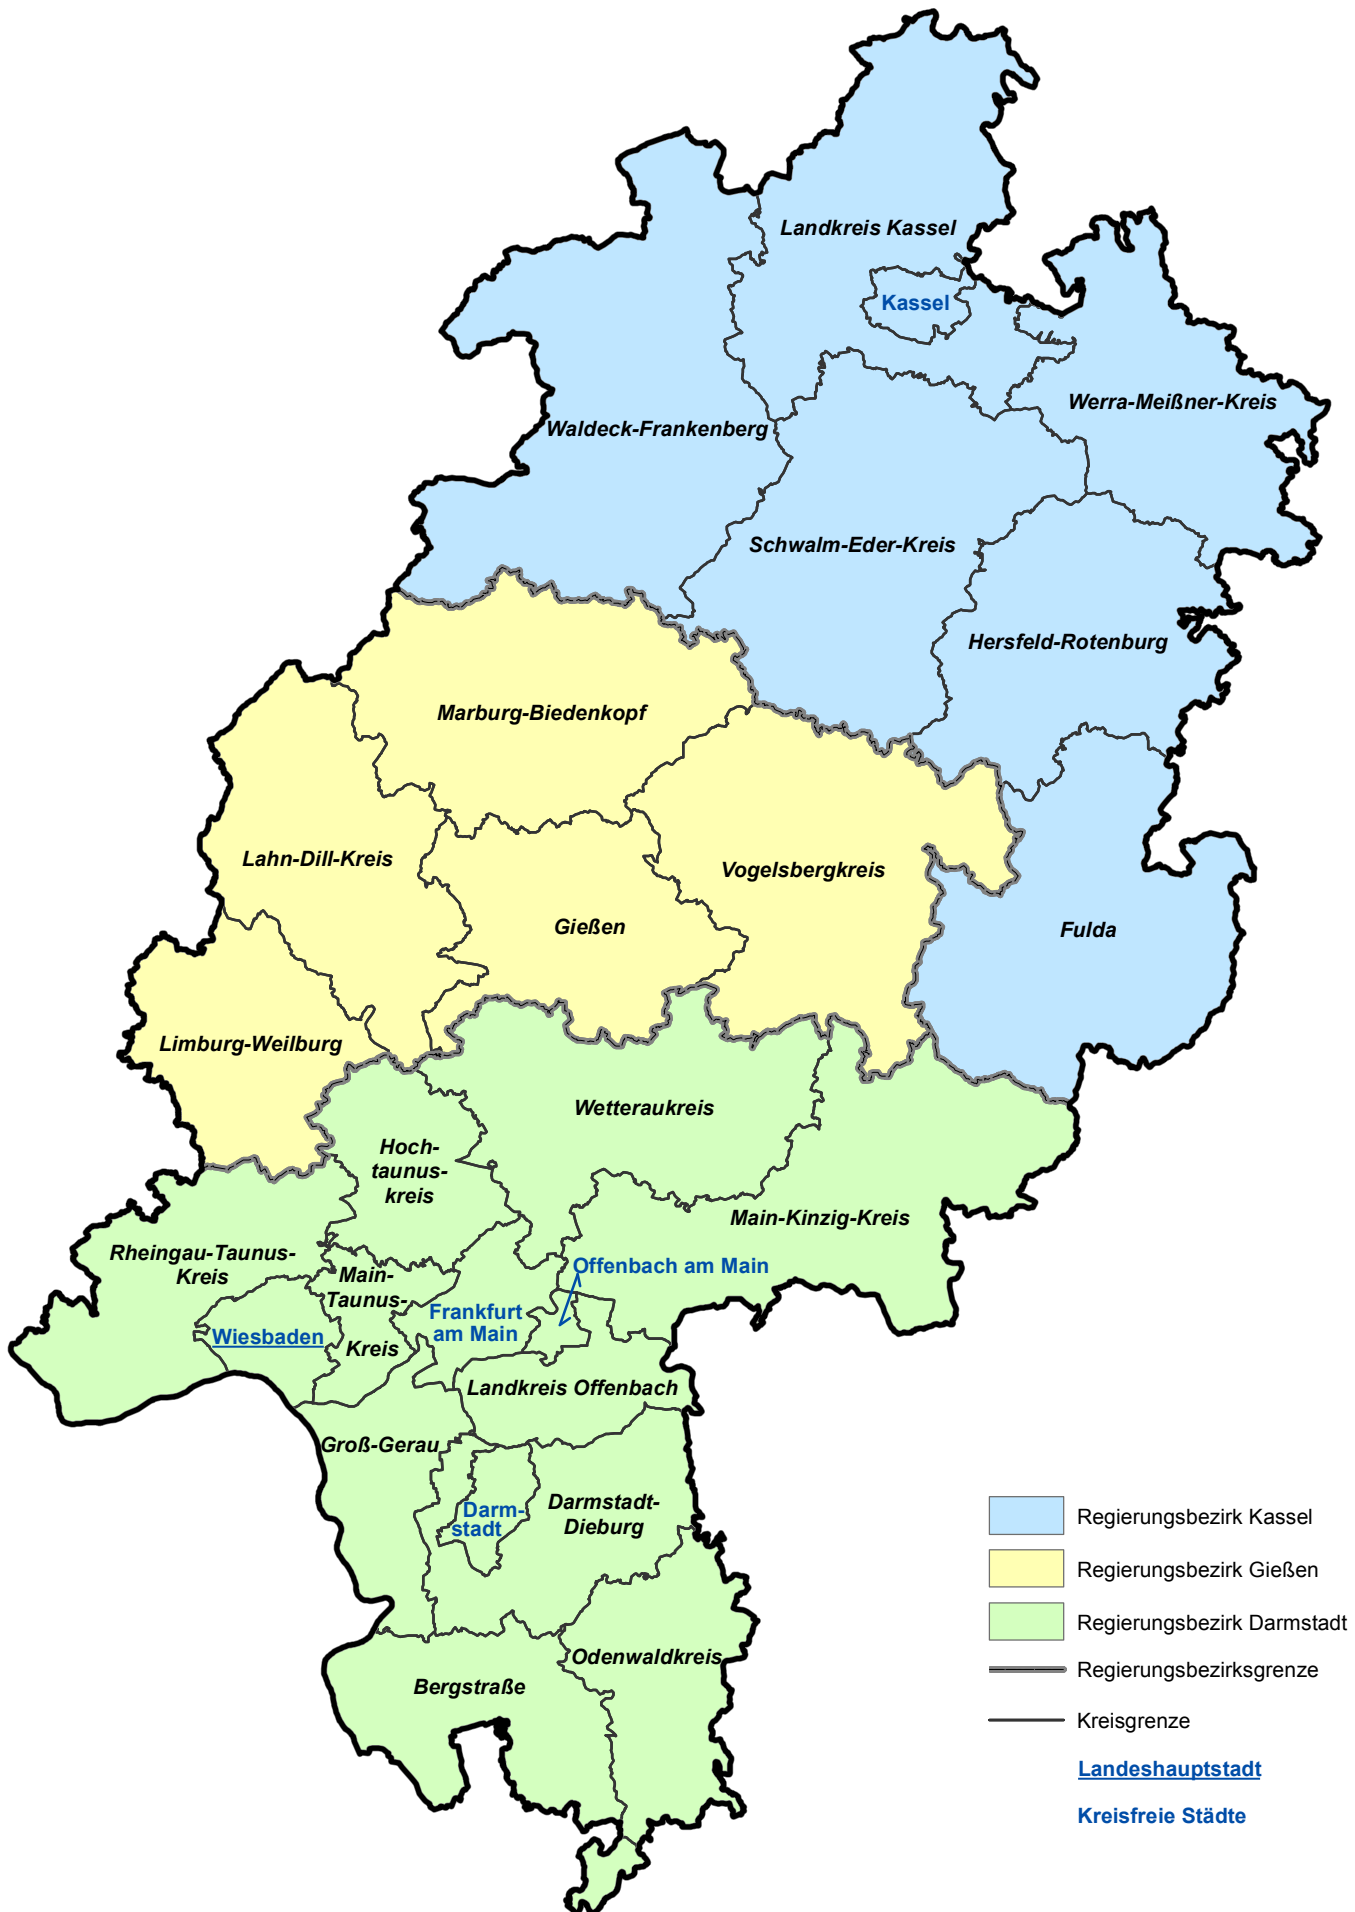 Landkreis Kassel
Kassel
Werra-Meißner-Kreis
Waldeck-Frankenberg
Schwalm-Eder-Kreis
Hersfeld-Rotenburg
Marburg-Biedenkopf
Lahn-Dill-Kreis
Vogelsbergkreis
Gießen
Fulda
Limburg-Weilburg
Wetteraukreis
Hoch-
taunus-
kreis
Main-Kinzig-Kreis
Rheingau-Taunus-
Kreis
Offenbach am Main
Main-
Taunus-
Kreis
Frankfurt
am Main
Wiesbaden
Landkreis Offenbach
Groß-Gerau
Darm-
stadt
Darmstadt-
Dieburg
Odenwaldkreis
Bergstraße
Regierungsbezirk Kassel
Regierungsbezirk Gießen
Regierungsbezirk Darmstadt
Regierungsbezirksgrenze
Kreisgrenze
Landeshauptstadt
Kreisfreie Städte